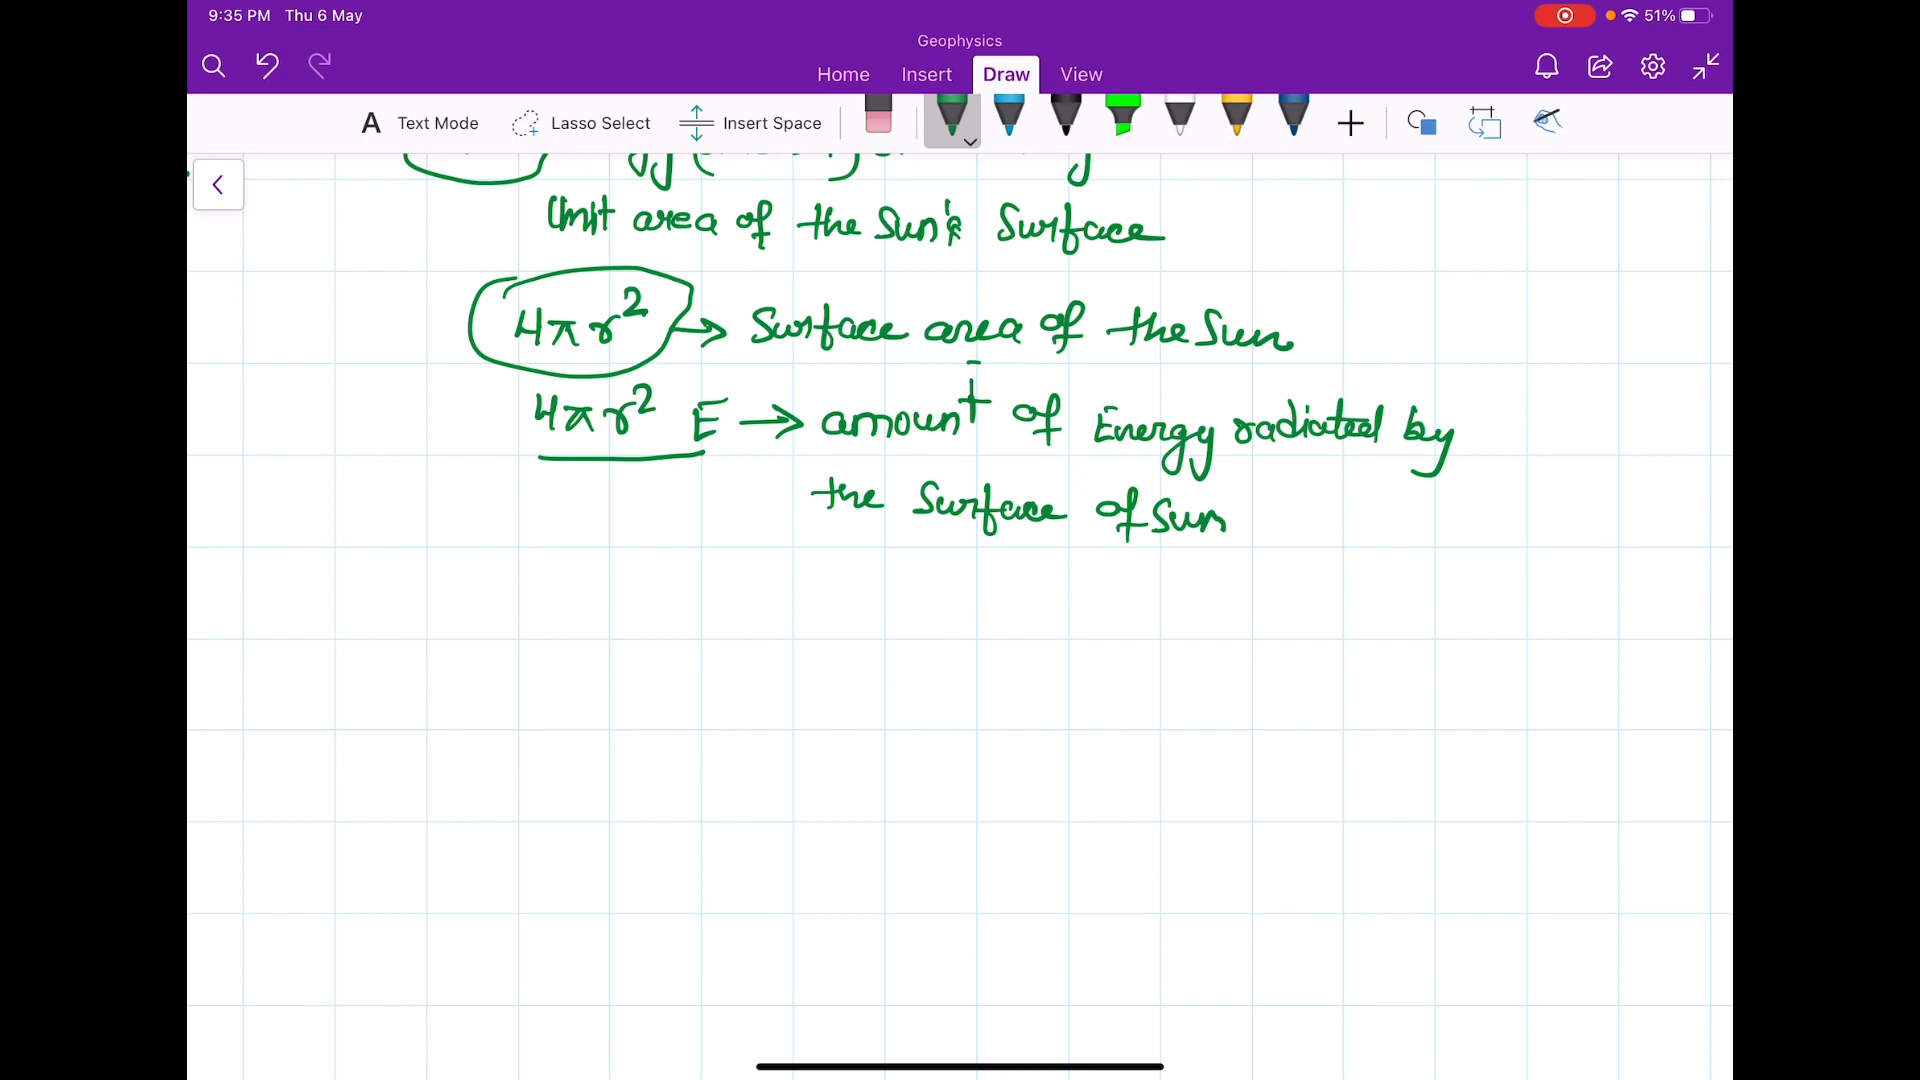 9:35 PM Thu 6 May
51%
Geophysics
Home Insert Draw View
A Text Mode Lasso Select Insert Space
Unit area of the Sun's Surface
4πr² → Surface area of the Sun
4πr² E → amount of Energy radiated by
the Surface of Sun